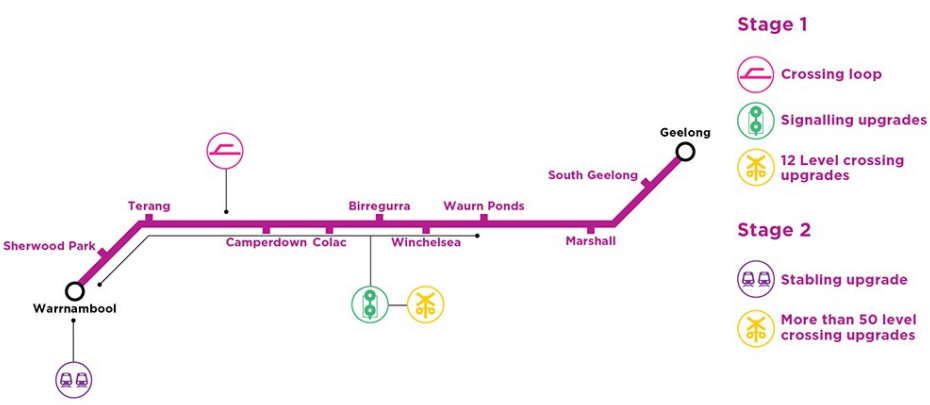 Stage 1
Crossing loop
Signalling upgrades
12 Level crossing
upgrades
Stage 2
Stabling upgrade
More than 50 level
crossing upgrades
Geelong
South Geelong
Marshall
Waurn Ponds
Winchelsea
Birregurra
Colac
Camperdown
Terang
Sherwood Park
Warrnambool